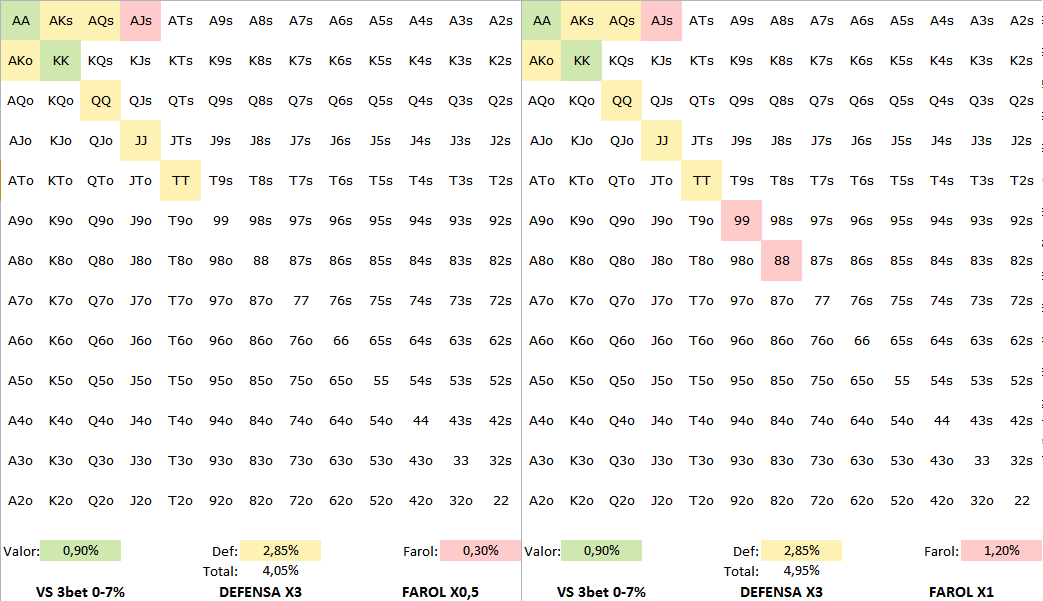 AA AKs AQs AJs ATs A9s A8s A7s A6s A5s A4s A3s A2s AA AKs AQs AJs ATs A9s A8s A7s A6s A5s A4s A3s A2s
AKo KK KQs KJs KTs K9s K8s K7s K6s K5s K4s K3s K2s AKo KK KQs KJs KTs K9s K8s K7s K6s K5s K4s K3s K2s
AQo KQo QQ QJs QTs Q9s Q8s Q7s Q6s Q5s Q4s Q3s Q2s AQo KQo QQ QJs QTs Q9s Q8s Q7s Q6s Q5s Q4s Q3s Q2s
AJo KJo QJo JJ JTs J9s J8s J7s J6s J5s J4s J3s J2s AJo KJo QJo JJ JTs J9s J8s J7s J6s J5s J4s J3s J2s
ATo KTo QTo JTo TT T9s T8s T7s T6s T5s T4s T3s T2s ATo KTo QTo JTo TT T9s T8s T7s T6s T5s T4s T3s T2s
A9o K9o Q9o J9o T9o 99 98s 97s 96s 95s 94s 93s 92s A9o K9o Q9o J9o T9o 99 98s 97s 96s 95s 94s 93s 92s
A8o K8o Q8o J8o T8o 98o 88 87s 86s 85s 84s 83s 82s A8o K8o Q8o J8o T8o 98o 88 87s 86s 85s 84s 83s 82s
A7o K7o Q7o J7o T7o 97o 87o 77 76s 75s 74s 73s 72s A7o K7o Q7o J7o T7o 97o 87o 77 76s 75s 74s 73s 72s
A6o K6o Q6o J6o T6o 96o 86o 76o 66 65s 64s 63s 62s A6o K6o Q6o J6o T6o 96o 86o 76o 66 65s 64s 63s 62s
A5o K5o Q5o J5o T5o 95o 85o 75o 65o 55 54s 53s 52s A5o K5o Q5o J5o T5o 95o 85o 75o 65o 55 54s 53s 52s
A4o K4o Q4o J4o T4o 94o 84o 74o 64o 54o 44 43s 42s A4o K4o Q4o J4o T4o 94o 84o 74o 64o 54o 44 43s 42s
A3o K3o Q3o J3o T3o 93o 83o 73o 63o 53o 43o 33 32s A3o K3o Q3o J3o T3o 93o 83o 73o 63o 53o 43o 33 32s
A2o K2o Q2o J2o T2o 92o 82o 72o 62o 52o 42o 32o 22 A2o K2o Q2o J2o T2o 92o 82o 72o 62o 52o 42o 32o 22
Valor: 0,90% Def: 2,85% Farol: 0,30% Valor: 0,90% Def: 2,85% Farol: 1,20%
Total: 4,05% Total: 4,95%
VS 3bet 0-7% DEFENSA X3 FAROL X0,5 VS 3bet 0-7% DEFENSA X3 FAROL X1